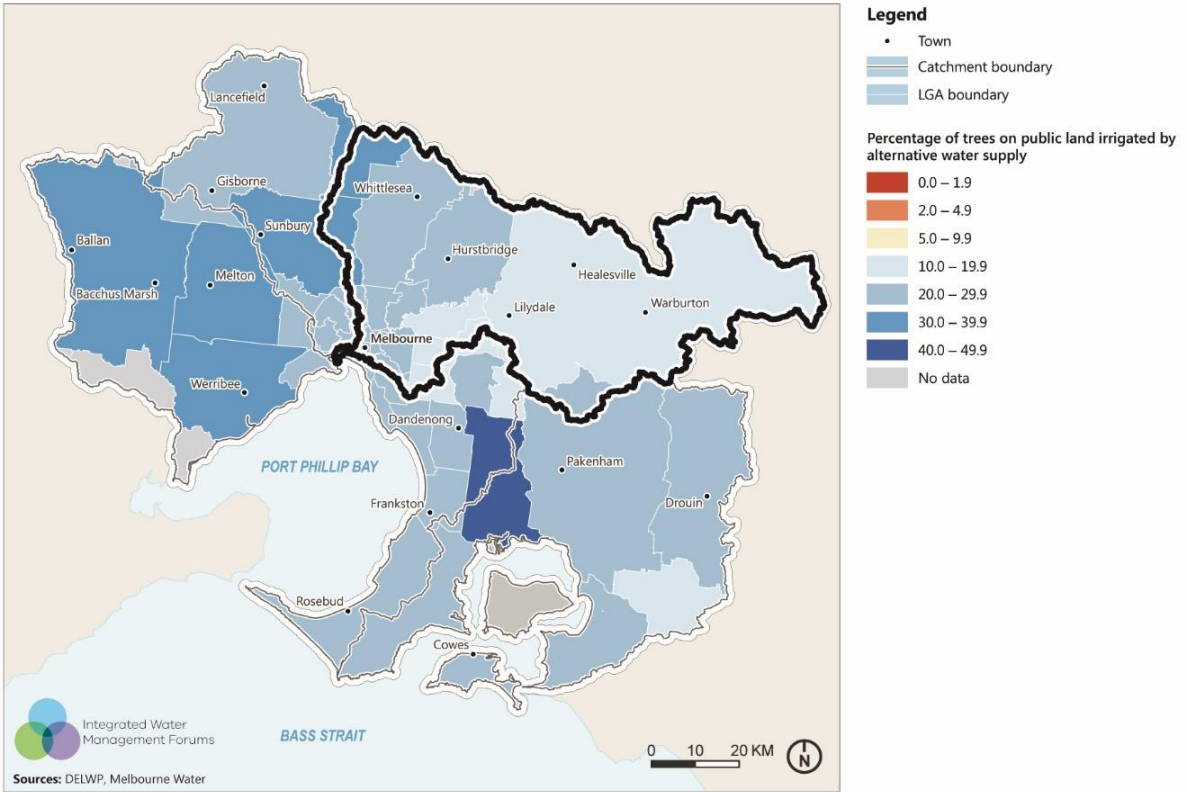 Lancefield
Gisborne
Whittlesea
Sunbury
Ballan
Hurstbridge
Healesville
Melton
Bacchus Marsh
Lilydale
Warburton
Melbourne
Werribee
Dandenong
PORT PHILLIP BAY
Pakenham
Frankston
Drouin
Rosebud
Cowes
Integrated Water
Management Forums
BASS STRAIT
0 10 20 KM
N
Sources: DELWP, Melbourne Water
Legend
Town
Catchment boundary
LGA boundary
Percentage of trees on public land irrigated by
alternative water supply
0.0 – 1.9
2.0 – 4.9
5.0 – 9.9
10.0 – 19.9
20.0 – 29.9
30.0 – 39.9
40.0 – 49.9
No data